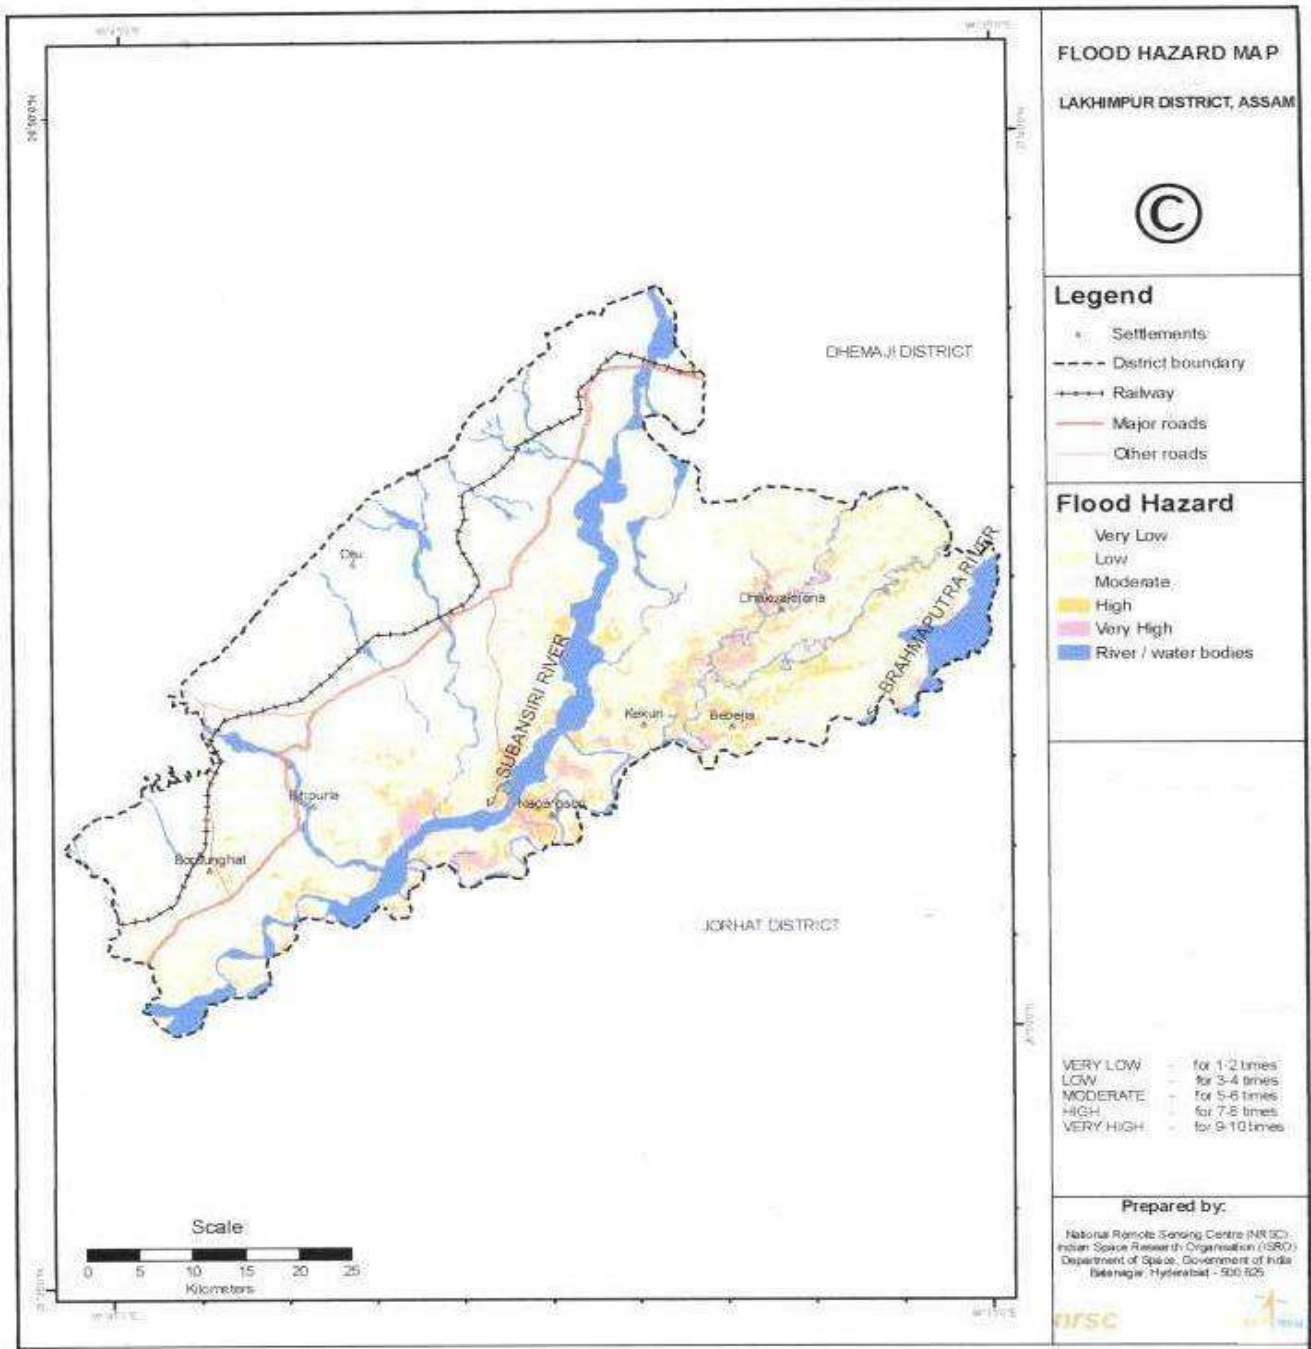 FLOOD HAZARD MAP
LAKHIMPUR DISTRICT, ASSAM
©
Legend
Settlements
District boundary
Railway
Major roads
Other roads
Flood Hazard
Very Low
Low
Moderate
High
Very High
River / water bodies
DHEMAJI DISTRICT
BRAHMAPUTRA RIVER
SUBANSIRI RIVER
Kekuri
Bebejia
JORHAT DISTRICT
VERY LOW - for 1-2 times
LOW - for 3-4 times
MODERATE - for 5-6 times
HIGH - for 7-8 times
VERY HIGH - for 9-10 times
Scale
0 5 10 15 20 25
Kilometers
Prepared by:
National Remote Sensing Centre (NRSC)
Indian Space Research Organisation (ISRO)
Department of Space, Government of India
Balanagar, Hyderabad - 500 625
nrsc